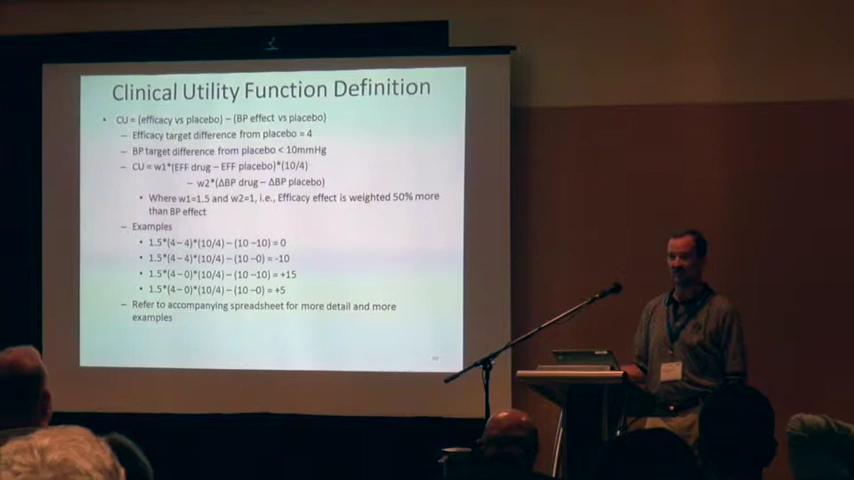 Clinical Utility Function Definition
• CU = (efficacy vs placebo) – (BP effect vs placebo)
– Efficacy target difference from placebo = 4
– BP target difference from placebo < 10mmHg
– CU = w1*(EFF drug – EFF placebo)*(10/4)
– w2*(ΔBP drug – ΔBP placebo)
• Where w1=1.5 and w2=1, i.e., Efficacy effect is weighted 50% more
than BP effect
– Examples
• 1.5*(4–4)*(10/4) – (10 –10) = 0
• 1.5*(4–4)*(10/4) – (10 –0) = -10
• 1.5*(4–0)*(10/4) – (10 –10) = +15
• 1.5*(4–0)*(10/4) – (10 –0) = +5
– Refer to accompanying spreadsheet for more detail and more
examples